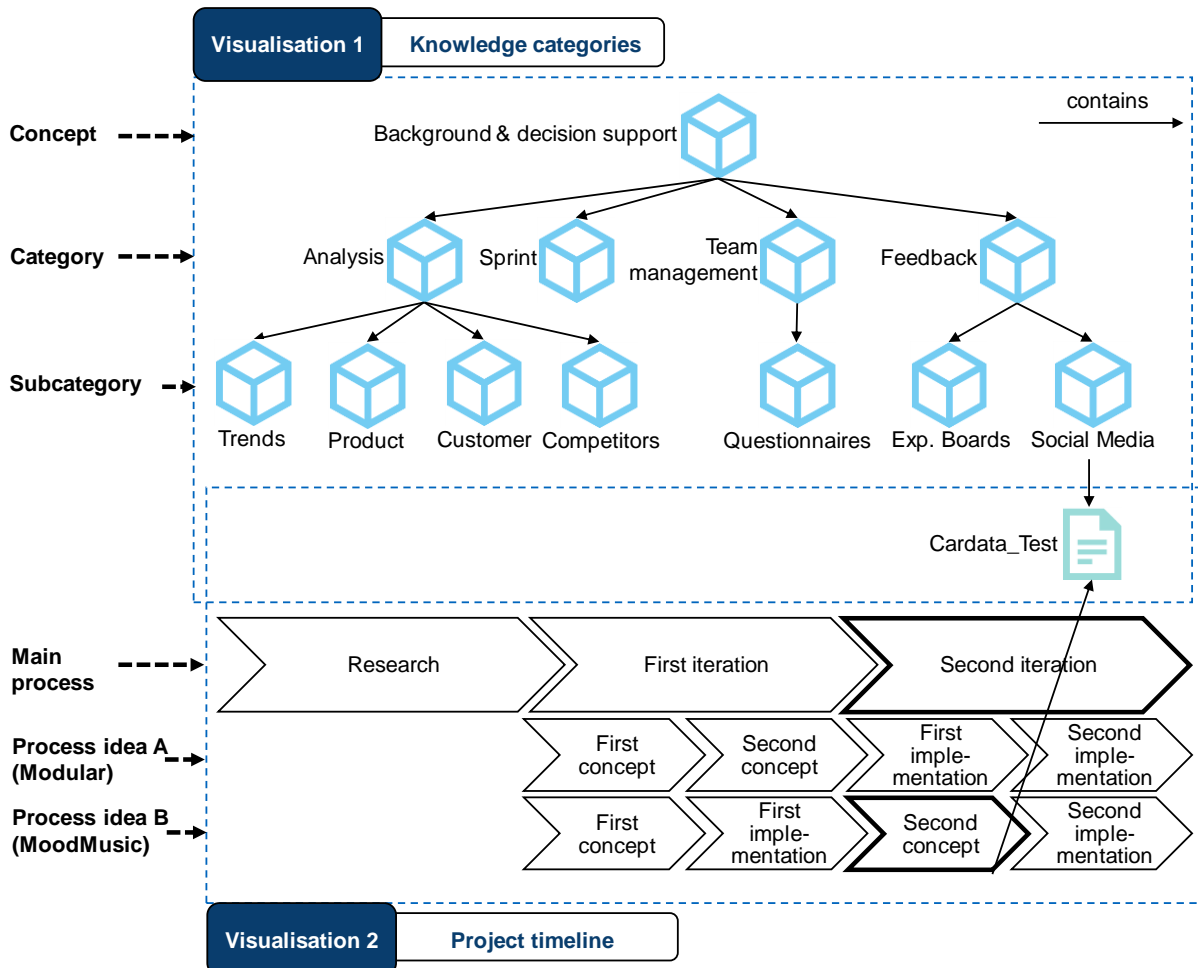 Visualisation 1
Knowledge categories
contains
Concept
Background & decision support
Category
Analysis
Sprint
Team
management
Feedback
Subcategory
Trends
Product
Customer
Competitors
Questionnaires
Exp. Boards
Social Media
Cardata_Test
Main
process
Research
First iteration
Second iteration
Process idea A
(Modular)
First
concept
Second
concept
First
imple-
mentation
Second
imple-
mentation
Process idea B
(MoodMusic)
First
concept
First
imple-
mentation
Second
concept
Second
imple-
mentation
Visualisation 2
Project timeline